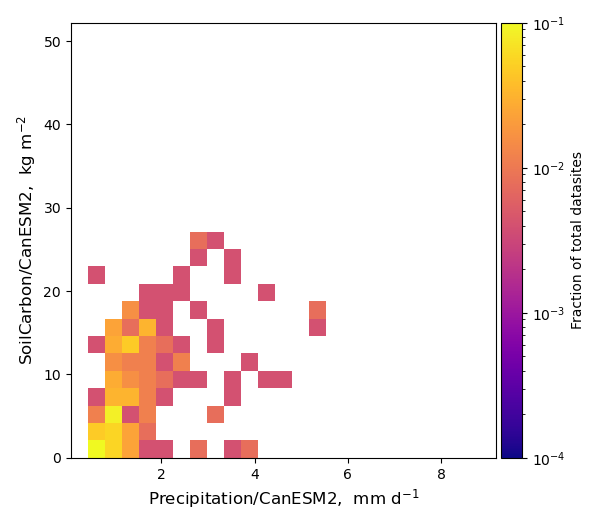 50
40
30
20
10
0
2 4 6 8
Precipitation/CanESM2, mm d⁻¹
SoilCarbon/CanESM2, kg m⁻²
10⁻¹
10⁻²
10⁻³
10⁻⁴
Fraction of total datasites